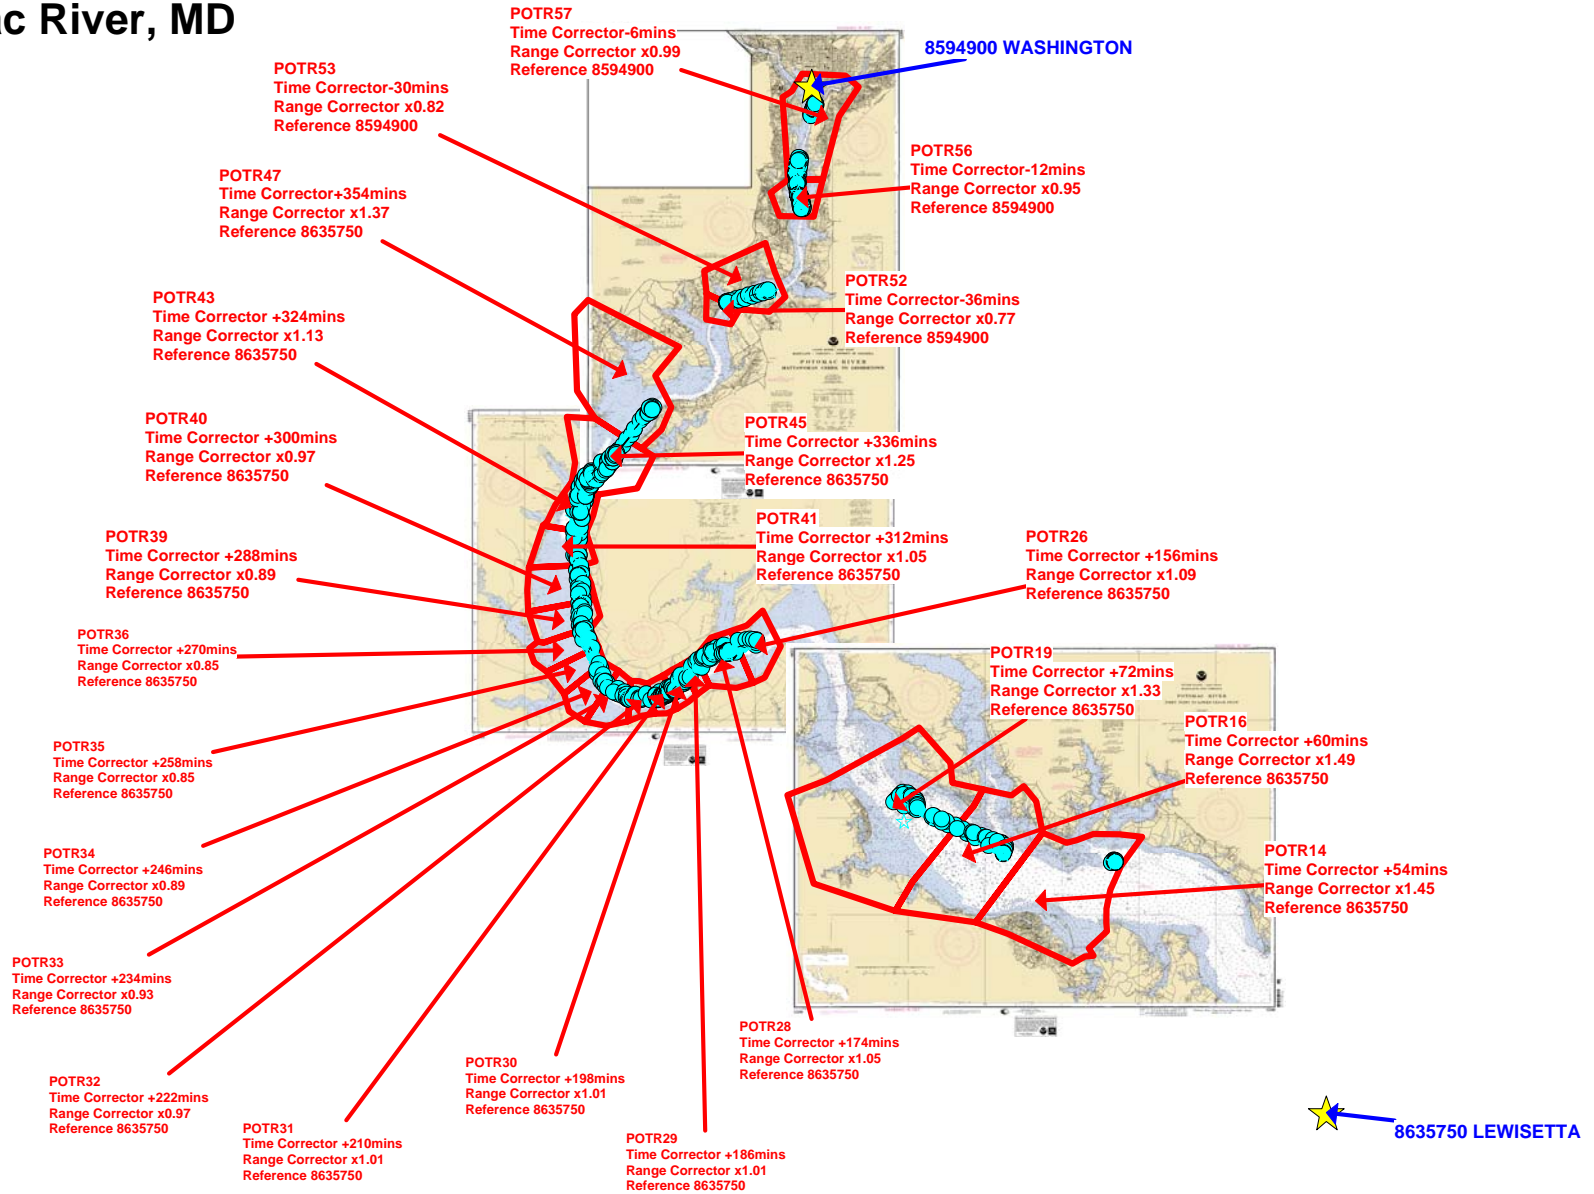 ac River, MD
POTR57
Time Corrector-6mins
Range Corrector x0.99
Reference 8594900
8594900 WASHINGTON
POTR53
Time Corrector-30mins
Range Corrector x0.82
Reference 8594900
POTR56
Time Corrector-12mins
Range Corrector x0.95
Reference 8594900
POTR47
Time Corrector+354mins
Range Corrector x1.37
Reference 8635750
POTR52
Time Corrector-36mins
Range Corrector x0.77
Reference 8594900
POTR43
Time Corrector +324mins
Range Corrector x1.13
Reference 8635750
POTOMAC RIVER
MATTAWOMAN CREEK TO GEORGETOWN
POTR40
Time Corrector +300mins
Range Corrector x0.97
Reference 8635750
POTR45
Time Corrector +336mins
Range Corrector x1.25
Reference 8635750
POTR41
Time Corrector +312mins
Range Corrector x1.05
Reference 8635750
POTR39
Time Corrector +288mins
Range Corrector x0.89
Reference 8635750
POTR26
Time Corrector +156mins
Range Corrector x1.09
Reference 8635750
POTR36
Time Corrector +270mins
Range Corrector x0.85
Reference 8635750
POTR19
Time Corrector +72mins
Range Corrector x1.33
Reference 8635750
POTOMAC RIVER
POTR16
Time Corrector +60mins
Range Corrector x1.49
Reference 8635750
POTR35
Time Corrector +258mins
Range Corrector x0.85
Reference 8635750
POTR34
Time Corrector +246mins
Range Corrector x0.89
Reference 8635750
POTR14
Time Corrector +54mins
Range Corrector x1.45
Reference 8635750
POTR33
Time Corrector +234mins
Range Corrector x0.93
Reference 8635750
POTR28
Time Corrector +174mins
Range Corrector x1.05
Reference 8635750
POTR30
Time Corrector +198mins
Range Corrector x1.01
Reference 8635750
POTR32
Time Corrector +222mins
Range Corrector x0.97
Reference 8635750
POTR31
Time Corrector +210mins
Range Corrector x1.01
Reference 8635750
POTR29
Time Corrector +186mins
Range Corrector x1.01
Reference 8635750
8635750 LEWISETTA